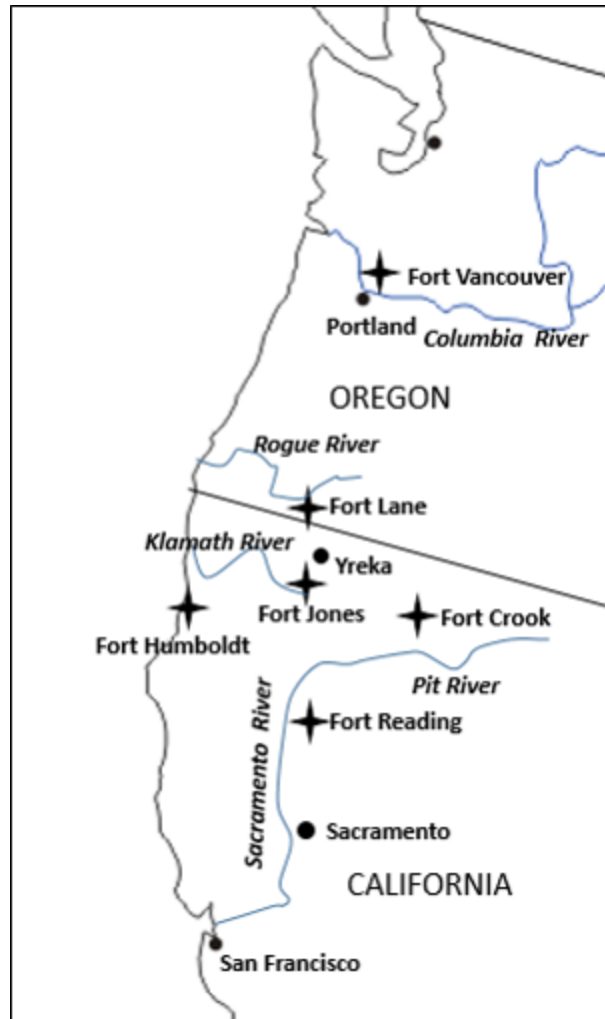 Fort Vancouver
Portland
Columbia River
OREGON
Rogue River
Fort Lane
Klamath River
Yreka
Fort Jones
Fort Crook
Fort Humboldt
Pit River
Sacramento River
Fort Reading
Sacramento
CALIFORNIA
San Francisco